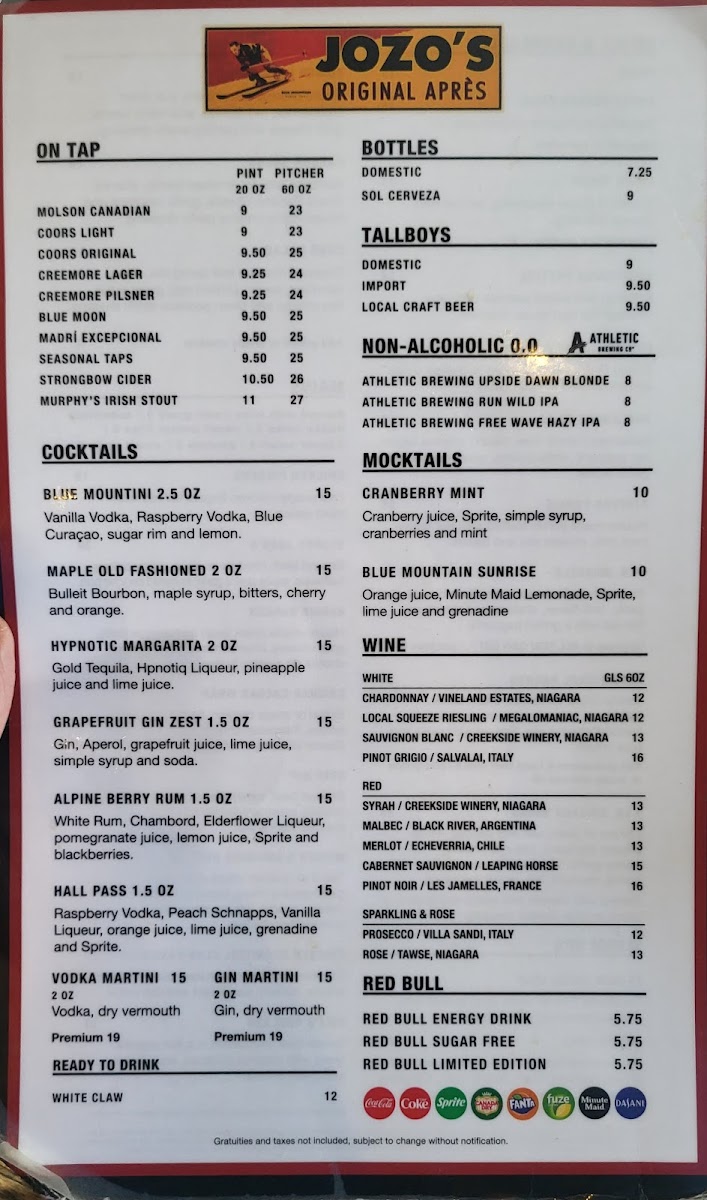 JOZO'S
ORIGINAL APRÈS
ON TAP
PINT PITCHER
20 OZ 60 OZ
MOLSON CANADIAN 9 23
COORS LIGHT 9 23
COORS ORIGINAL 9.50 25
CREEMORE LAGER 9.25 24
CREEMORE PILSNER 9.25 24
BLUE MOON 9.50 25
MADRÍ EXCEPCIONAL 9.50 25
SEASONAL TAPS 9.50 25
STRONGBOW CIDER 10.50 26
MURPHY'S IRISH STOUT 11 27
COCKTAILS
BLUE MOUNTINI 2.5 OZ 15
Vanilla Vodka, Raspberry Vodka, Blue
Curaçao, sugar rim and lemon.
MAPLE OLD FASHIONED 2 OZ 15
Bulleit Bourbon, maple syrup, bitters, cherry
and orange.
HYPNOTIC MARGARITA 2 OZ 15
Gold Tequila, Hpnotiq Liqueur, pineapple
juice and lime juice.
GRAPEFRUIT GIN ZEST 1.5 OZ 15
Gin, Aperol, grapefruit juice, lime juice,
simple syrup and soda.
ALPINE BERRY RUM 1.5 OZ 15
White Rum, Chambord, Elderflower Liqueur,
pomegranate juice, lemon juice, Sprite and
blackberries.
HALL PASS 1.5 OZ 15
Raspberry Vodka, Peach Schnapps, Vanilla
Liqueur, orange juice, lime juice, grenadine
and Sprite.
VODKA MARTINI 15
2 OZ
Vodka, dry vermouth
Premium 19
GIN MARTINI 15
2 OZ
Gin, dry vermouth
Premium 19
READY TO DRINK
WHITE CLAW 12
BOTTLES
DOMESTIC 7.25
SOL CERVEZA 9
TALLBOYS
DOMESTIC 9
IMPORT 9.50
LOCAL CRAFT BEER 9.50
NON-ALCOHOLIC 0.0 ATHLETIC
BREWING CO
ATHLETIC BREWING UPSIDE DAWN BLONDE 8
ATHLETIC BREWING RUN WILD IPA 8
ATHLETIC BREWING FREE WAVE HAZY IPA 8
MOCKTAILS
CRANBERRY MINT 10
Cranberry juice, Sprite, simple syrup,
cranberries and mint
BLUE MOUNTAIN SUNRISE 10
Orange juice, Minute Maid Lemonade, Sprite,
lime juice and grenadine
WINE
WHITE GLS 6OZ
CHARDONNAY / VINELAND ESTATES, NIAGARA 12
LOCAL SQUEEZE RIESLING / MEGALOMANIAC, NIAGARA 12
SAUVIGNON BLANC / CREEKSIDE WINERY, NIAGARA 13
PINOT GRIGIO / SALVALAI, ITALY 16
RED
SYRAH / CREEKSIDE WINERY, NIAGARA 13
MALBEC / BLACK RIVER, ARGENTINA 13
MERLOT / ECHEVERRIA, CHILE 13
CABERNET SAUVIGNON / LEAPING HORSE 15
PINOT NOIR / LES JAMELLES, FRANCE 16
SPARKLING & ROSE
PROSECCO / VILLA SANDI, ITALY 12
ROSE / TAWSE, NIAGARA 13
RED BULL
RED BULL ENERGY DRINK 5.75
RED BULL SUGAR FREE 5.75
RED BULL LIMITED EDITION 5.75
Coca-Cola Coke Sprite CANADA DRY FANTA fuze Minute Maid DASANI
Gratuities and taxes not included, subject to change without notification.